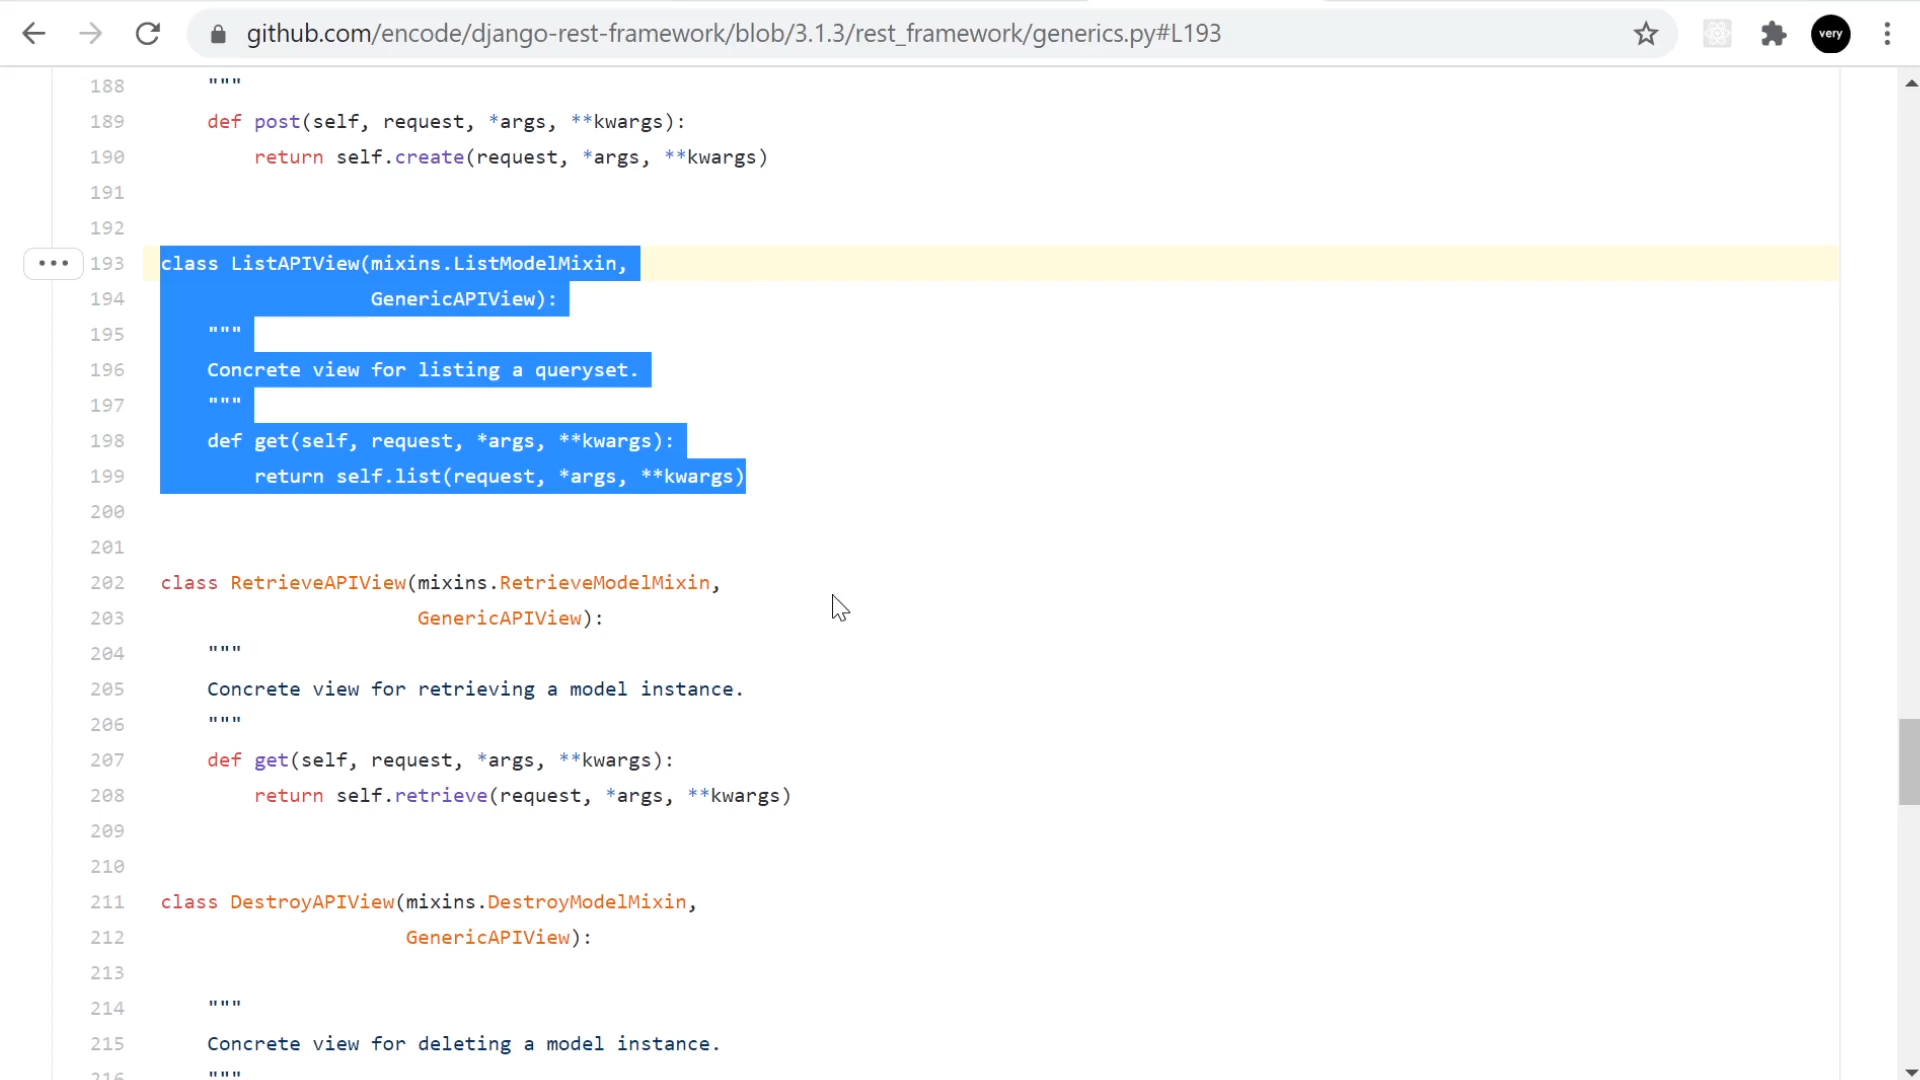 github.com/encode/django-rest-framework/blob/3.1.3/rest_framework/generics.py#L193
very
188 """
189 def post(self, request, *args, **kwargs):
190 return self.create(request, *args, **kwargs)
191
192
193 class ListAPIView(mixins.ListModelMixin,
194 GenericAPIView):
195 """
196 Concrete view for listing a queryset.
197 """
198 def get(self, request, *args, **kwargs):
199 return self.list(request, *args, **kwargs)
200
201
202 class RetrieveAPIView(mixins.RetrieveModelMixin,
203 GenericAPIView):
204 """
205 Concrete view for retrieving a model instance.
206 """
207 def get(self, request, *args, **kwargs):
208 return self.retrieve(request, *args, **kwargs)
209
210
211 class DestroyAPIView(mixins.DestroyModelMixin,
212 GenericAPIView):
213
214 """
215 Concrete view for deleting a model instance.
216 """